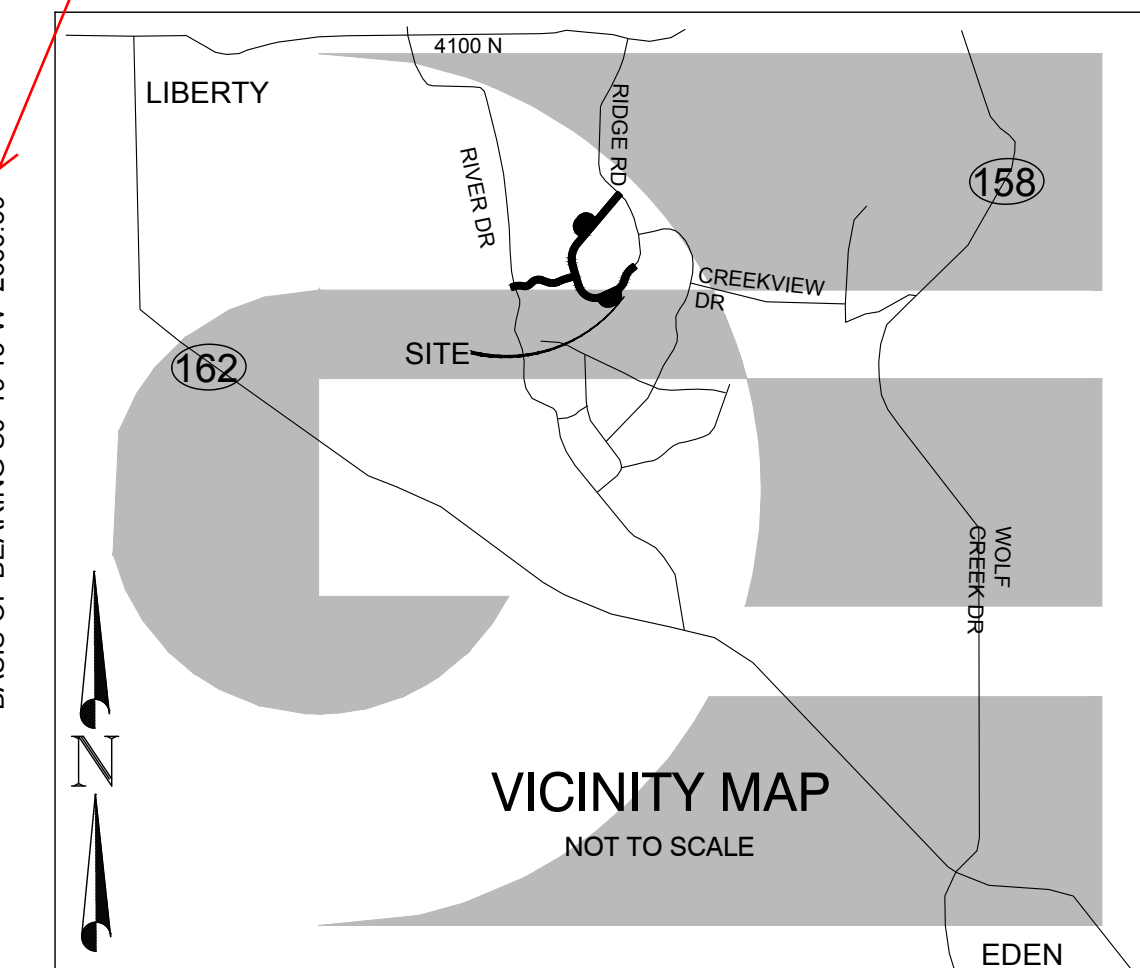 4100 N
LIBERTY
RIDGE RD
RIVER DR
158
CREEKVIEW
DR
SITE
162
WOLF
CREEK DR
N
VICINITY MAP
NOT TO SCALE
EDEN